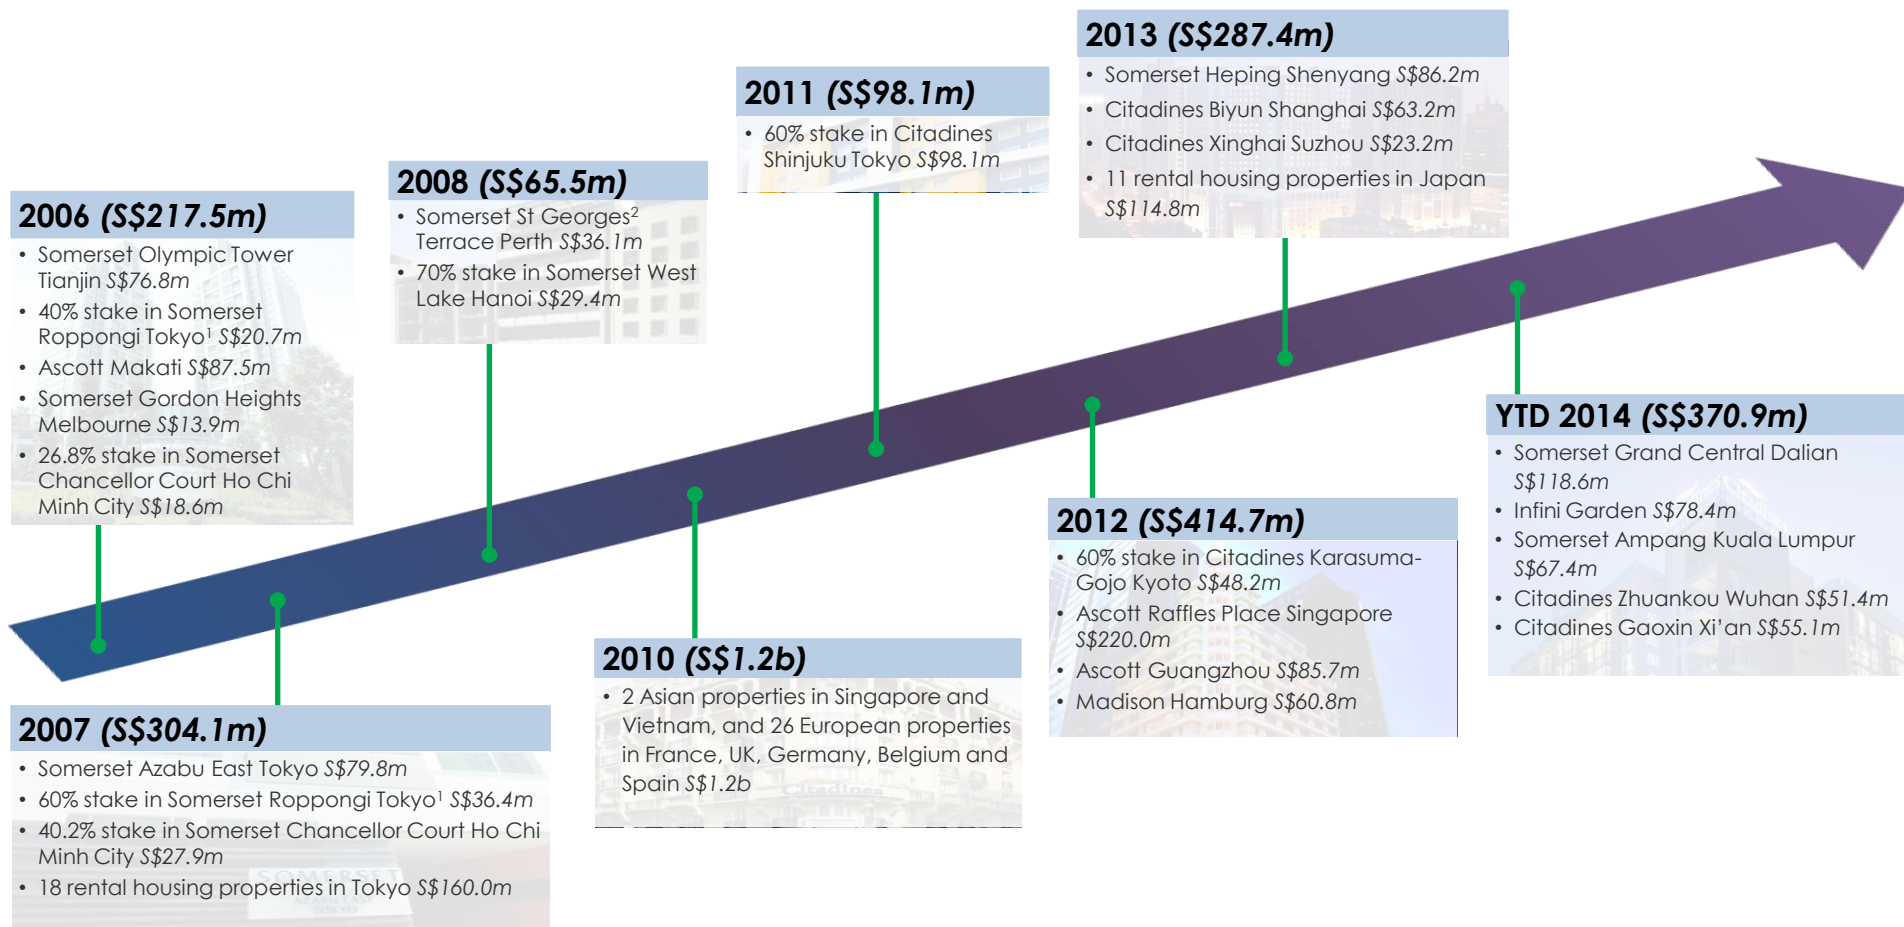 2006 (S$217.5m)
• Somerset Olympic Tower
Tianjin S$76.8m
• 40% stake in Somerset
Roppongi Tokyo¹ S$20.7m
• Ascott Makati S$87.5m
• Somerset Gordon Heights
Melbourne S$13.9m
• 26.8% stake in Somerset
Chancellor Court Ho Chi
Minh City S$18.6m
2007 (S$304.1m)
• Somerset Azabu East Tokyo S$79.8m
• 60% stake in Somerset Roppongi Tokyo¹ S$36.4m
• 40.2% stake in Somerset Chancellor Court Ho Chi
Minh City S$27.9m
• 18 rental housing properties in Tokyo S$160.0m
SOMERSET
AZABU EAST
TOKYO
2008 (S$65.5m)
• Somerset St Georges²
Terrace Perth S$36.1m
• 70% stake in Somerset West
Lake Hanoi S$29.4m
2010 (S$1.2b)
• 2 Asian properties in Singapore and
Vietnam, and 26 European properties
in France, UK, Germany, Belgium and
Spain S$1.2b
Citadines
2011 (S$98.1m)
• 60% stake in Citadines
Shinjuku Tokyo S$98.1m
2012 (S$414.7m)
• 60% stake in Citadines Karasuma-
Gojo Kyoto S$48.2m
• Ascott Raffles Place Singapore
S$220.0m
• Ascott Guangzhou S$85.7m
• Madison Hamburg S$60.8m
2013 (S$287.4m)
• Somerset Heping Shenyang S$86.2m
• Citadines Biyun Shanghai S$63.2m
• Citadines Xinghai Suzhou S$23.2m
• 11 rental housing properties in Japan
S$114.8m
YTD 2014 (S$370.9m)
• Somerset Grand Central Dalian
S$118.6m
• Infini Garden S$78.4m
• Somerset Ampang Kuala Lumpur
S$67.4m
• Citadines Zhuankou Wuhan S$51.4m
• Citadines Gaoxin Xi’an S$55.1m